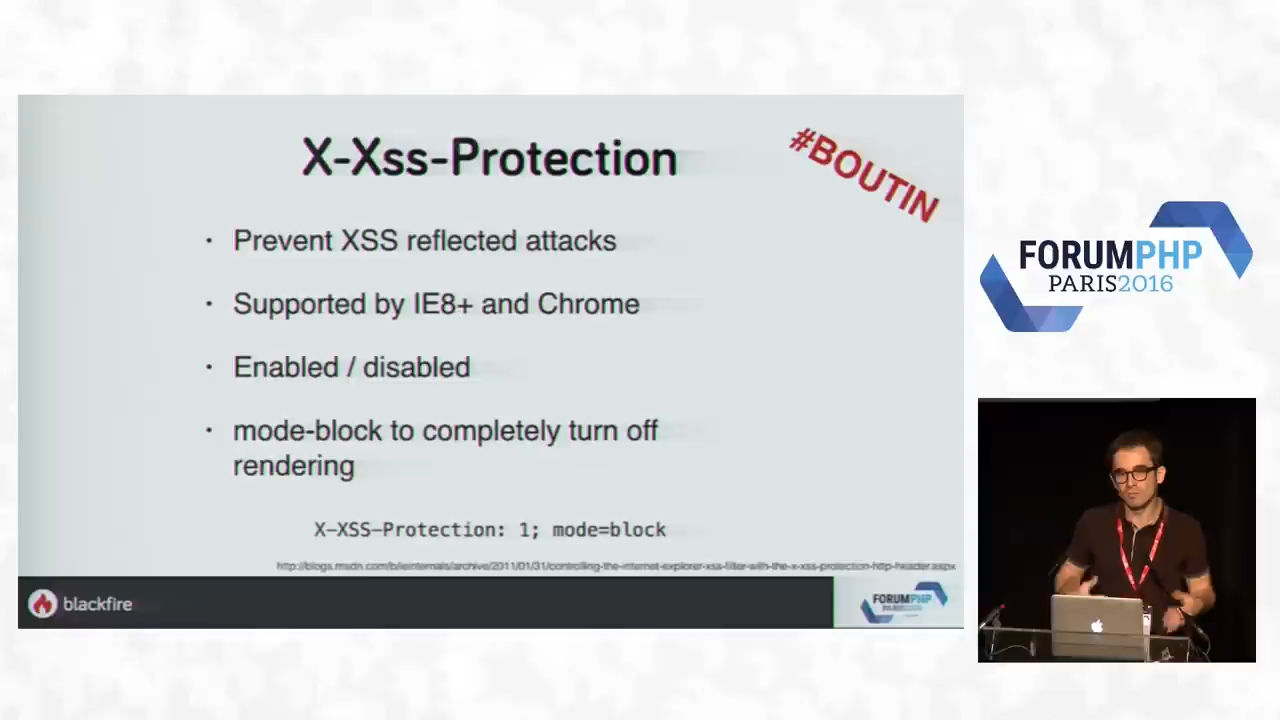 X-Xss-Protection
#BOUTIN
· Prevent XSS reflected attacks
· Supported by IE8+ and Chrome
· Enabled / disabled
· mode-block to completely turn off
rendering
X-XSS-Protection: 1; mode=block
http://blogs.msdn.com/b/ieinternals/archive/2011/01/31/controlling-the-internet-explorer-xss-filter-with-the-x-xss-protection-http-header.aspx
blackfire
FORUMPHP
PARIS2016
FORUMPHP
PARIS2016